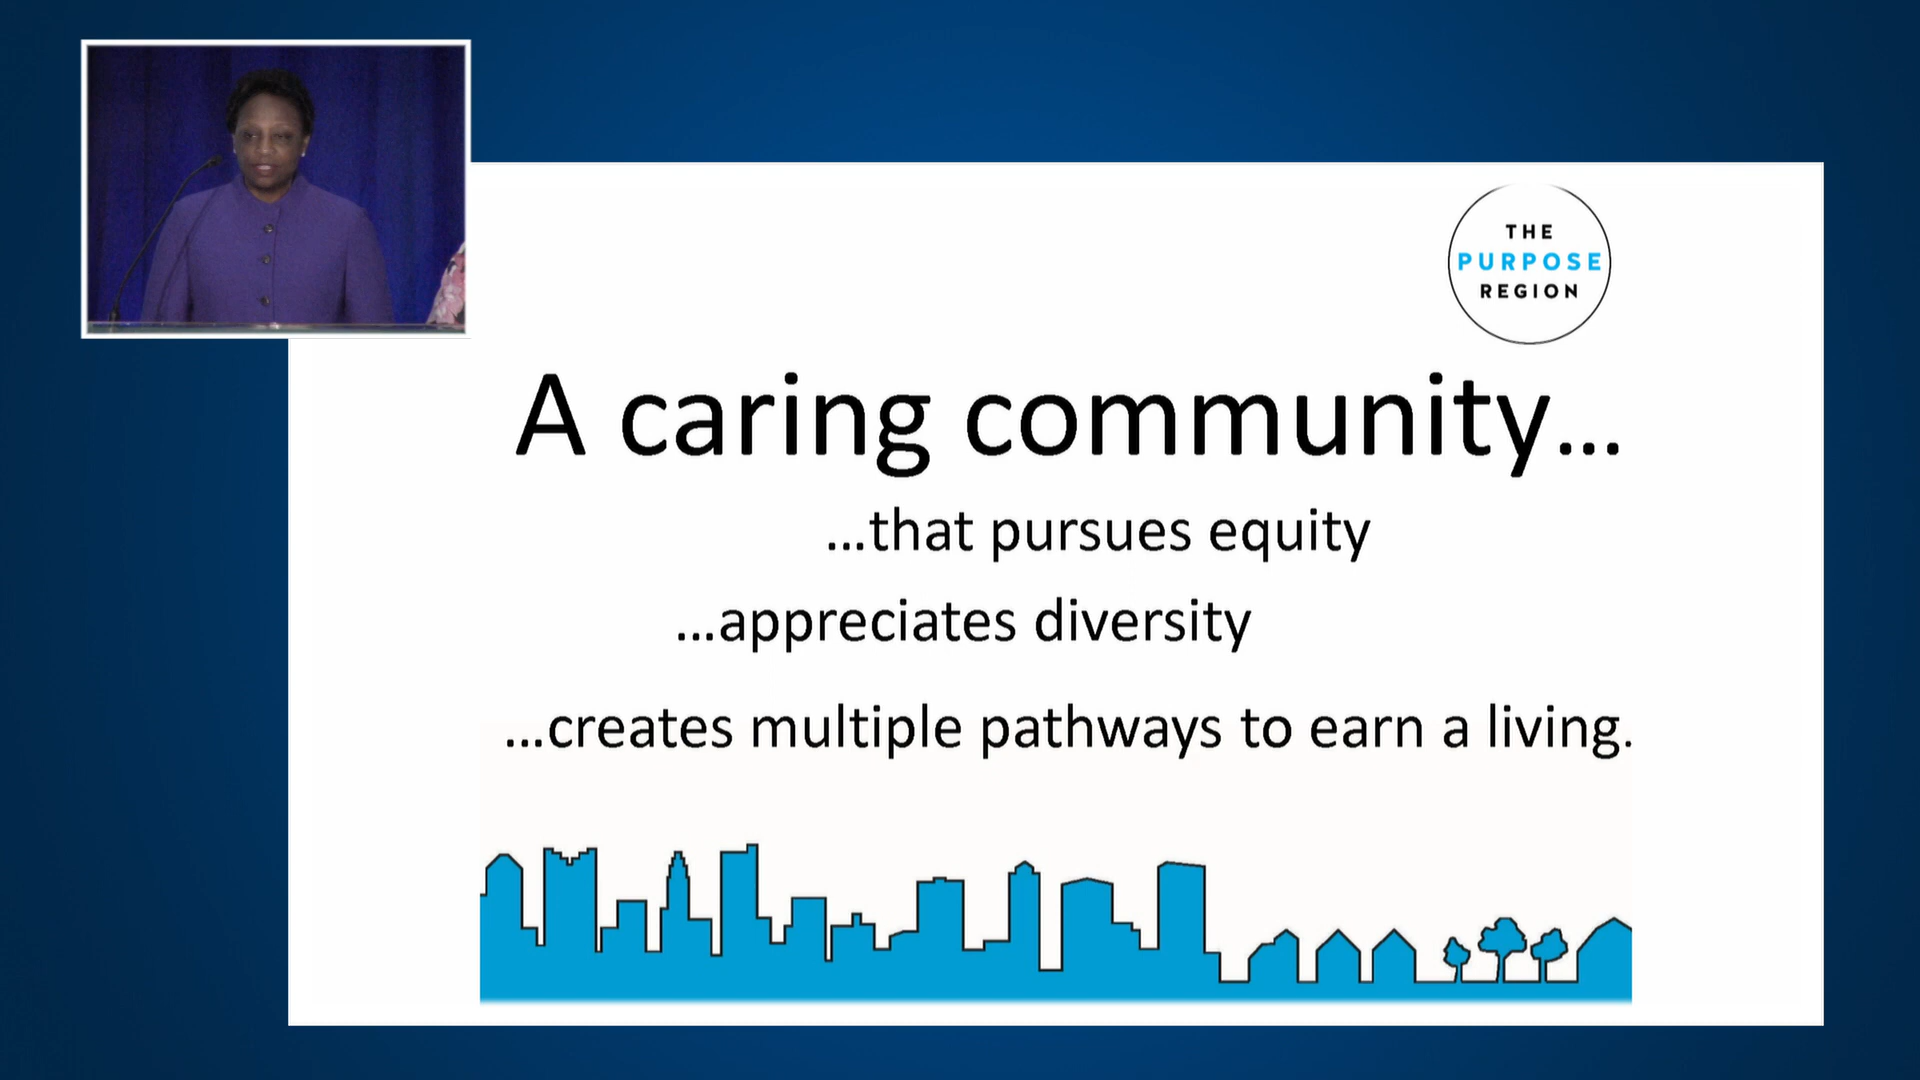 THE
PURPOSE
REGION
A caring community...
...that pursues equity
...appreciates diversity
...creates multiple pathways to earn a living.